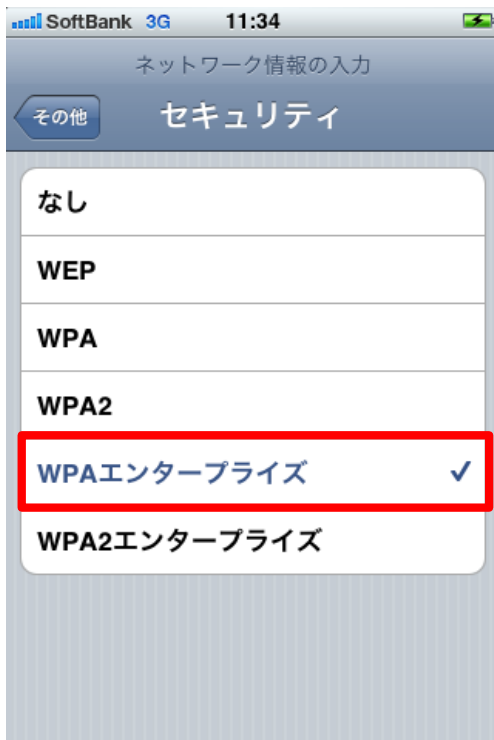 SoftBank 3G 11:34
ネットワーク情報の入力
その他 セキュリティ
なし
WEP
WPA
WPA2
WPAエンタープライズ
WPA2エンタープライズ